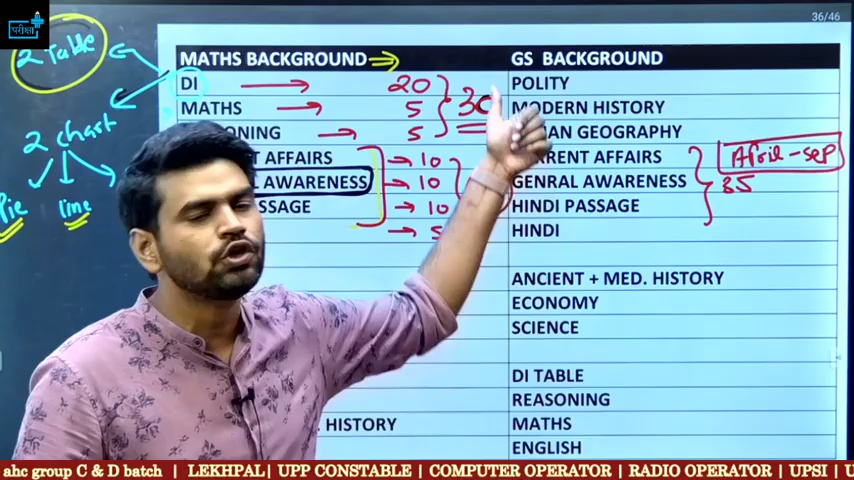 परीक्षा
36/46
2 Table
2 chart
Pie
line
MATHS BACKGROUND
DI → 20
MATHS → 5
ONING → 5
30
T AFFAIRS → 10
L AWARENESS → 10
SSAGE → 10
→ 5
HISTORY
GS BACKGROUND
POLITY
MODERN HISTORY
AN GEOGRAPHY
RRENT AFFAIRS
GENRAL AWARENESS
HINDI PASSAGE
HINDI
April-sep
35
ANCIENT + MED. HISTORY
ECONOMY
SCIENCE
DI TABLE
REASONING
MATHS
ENGLISH
ahc group C & D batch | LEKHPAL| UPP CONSTABLE | COMPUTER OPERATOR | RADIO OPERATOR | UPSI | U